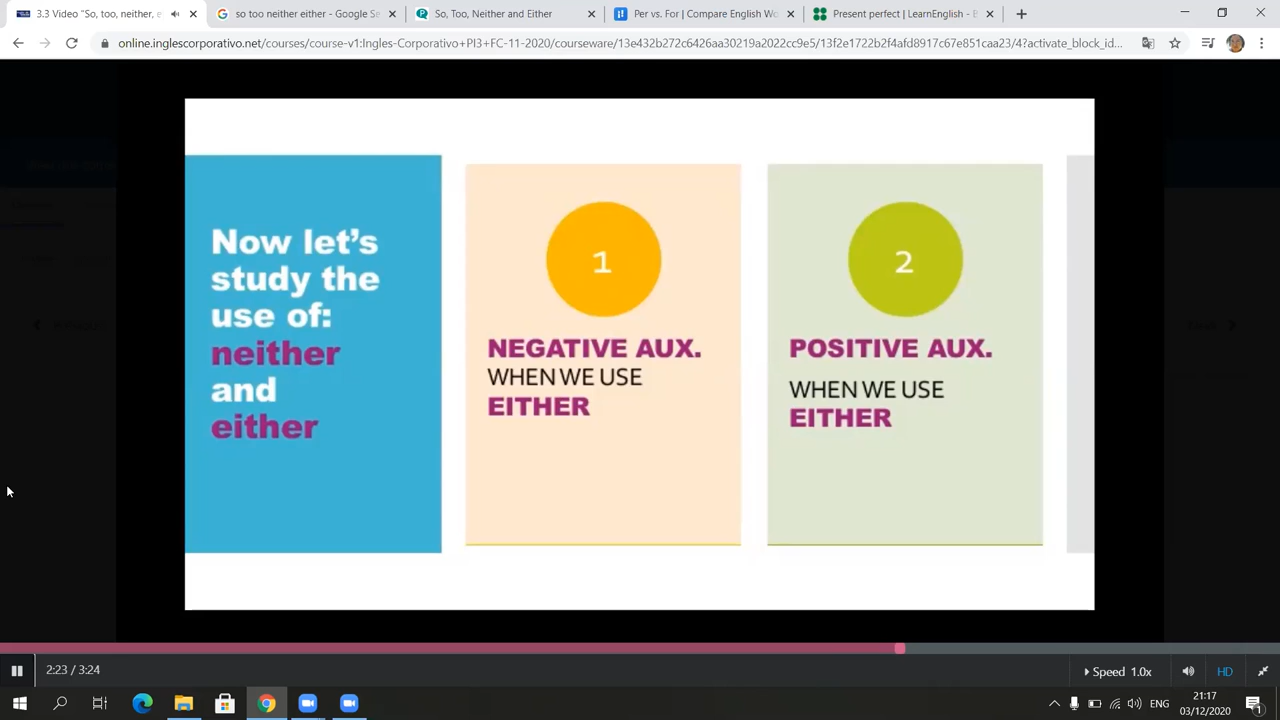 3.3 Video "So, too, neither, e
so too neither either - Google Se
So, Too, Neither and Either
Per vs. For | Compare English Wo
Present perfect | LearnEnglish - B
online.inglescorporativo.net/courses/course-v1:Ingles-Corporativo+PI3+FC-11-2020/courseware/13e432b272c6426aa30219a2022cc9e5/13f2e1722b2f4afd8917c67e851caa23/4?activate_block_id...
Now let's
study the
use of:
neither
and
either
1
NEGATIVE AUX.
WHEN WE USE
EITHER
2
POSITIVE AUX.
WHEN WE USE
EITHER
2:23 / 3:24
Speed 1.0x
HD
ENG
21:17
03/12/2020
1